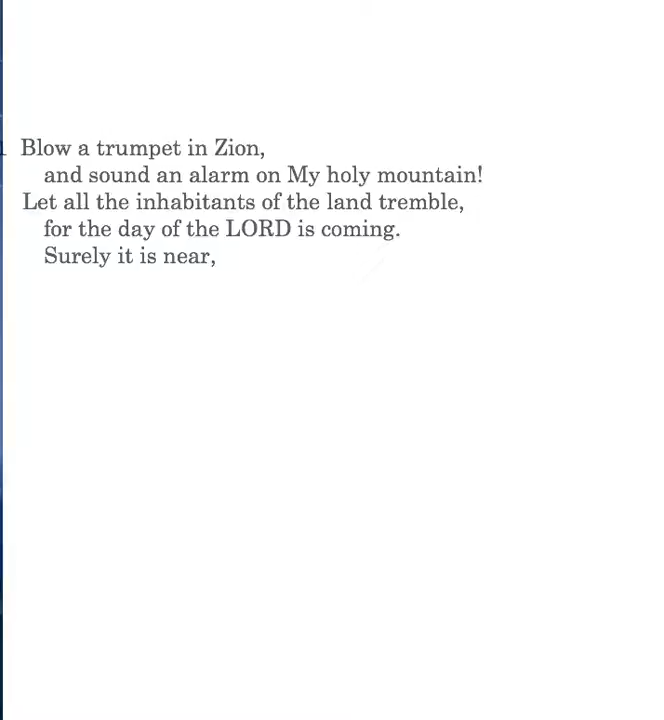 1 Blow a trumpet in Zion,
and sound an alarm on My holy mountain!
Let all the inhabitants of the land tremble,
for the day of the LORD is coming.
Surely it is near,